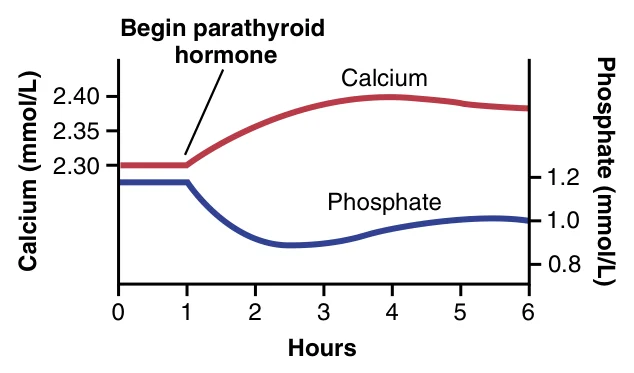 Begin parathyroid
hormone
Calcium (mmol/L)
2.40
2.35
2.30
Calcium
Phosphate
Phosphate (mmol/L)
1.2
1.0
0.8
0 1 2 3 4 5 6
Hours